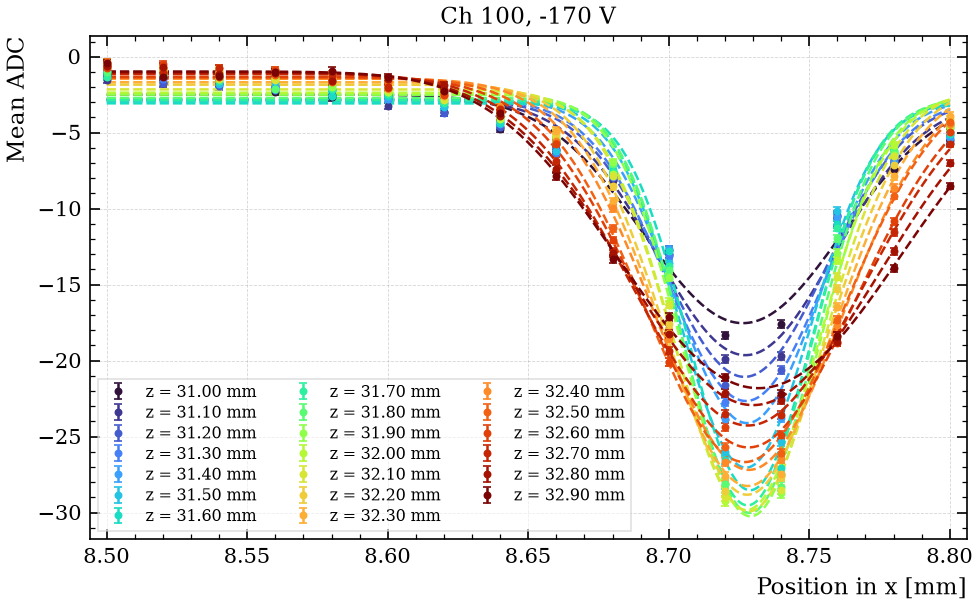 Ch 100, -170 V
Mean ADC
0
−5
−10
−15
−20
−25
−30
z = 31.00 mm
z = 31.10 mm
z = 31.20 mm
z = 31.30 mm
z = 31.40 mm
z = 31.50 mm
z = 31.60 mm
z = 31.70 mm
z = 31.80 mm
z = 31.90 mm
z = 32.00 mm
z = 32.10 mm
z = 32.20 mm
z = 32.30 mm
z = 32.40 mm
z = 32.50 mm
z = 32.60 mm
z = 32.70 mm
z = 32.80 mm
z = 32.90 mm
8.50 8.55 8.60 8.65 8.70 8.75 8.80
Position in x [mm]